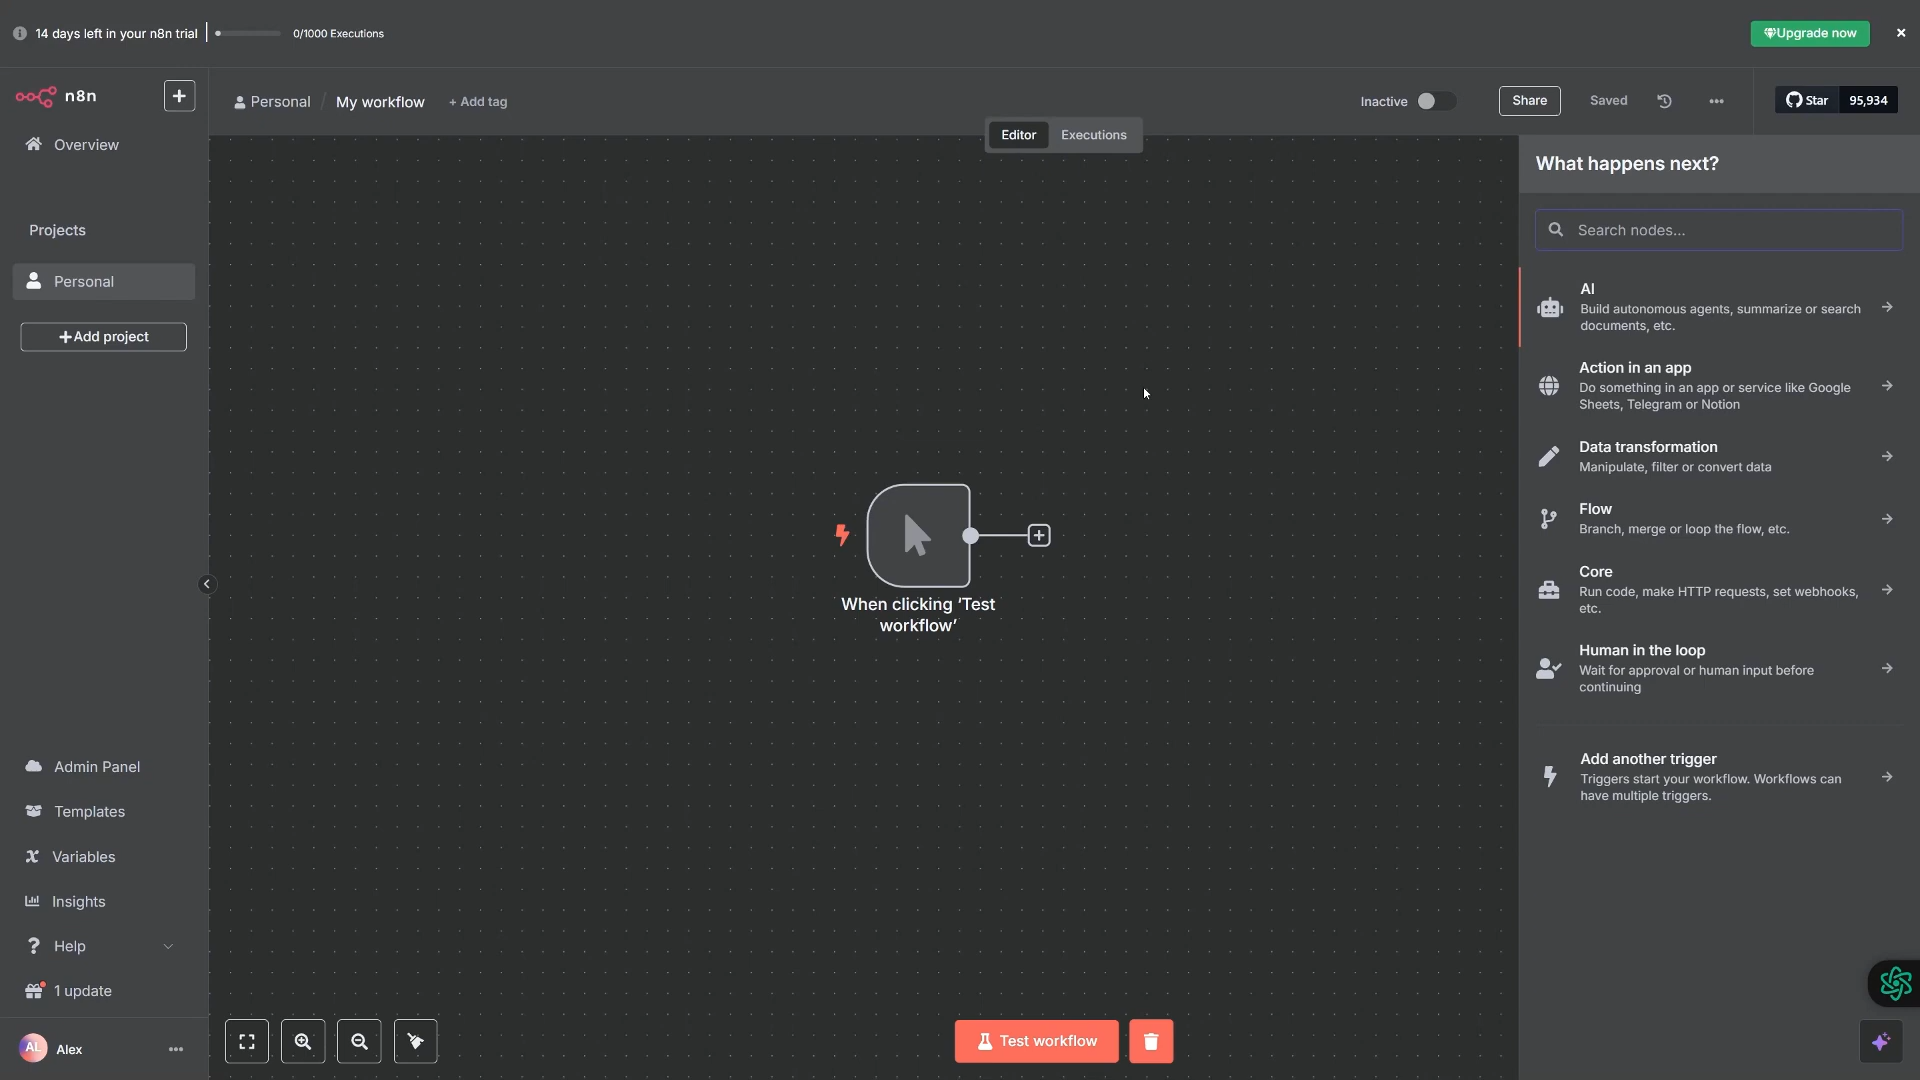 14 days left in your n8n trial
0/1000 Executions
Upgrade now
n8n
Personal / My workflow
+ Add tag
Inactive
Share
Saved
Star
95,934
Editor
Executions
Overview
Projects
Personal
+Add project
Admin Panel
Templates
Variables
Insights
Help
1 update
AL
Alex
When clicking ‘Test
workflow’
Test workflow
What happens next?
Search nodes...
AI
Build autonomous agents, summarize or search
documents, etc.
Action in an app
Do something in an app or service like Google
Sheets, Telegram or Notion
Data transformation
Manipulate, filter or convert data
Flow
Branch, merge or loop the flow, etc.
Core
Run code, make HTTP requests, set webhooks,
etc.
Human in the loop
Wait for approval or human input before
continuing
Add another trigger
Triggers start your workflow. Workflows can
have multiple triggers.